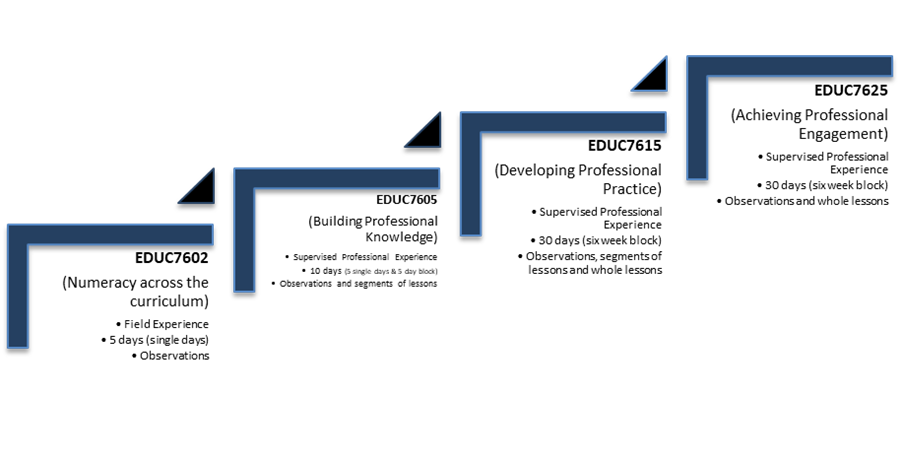 EDUC7602
(Numeracy across the
curriculum)
• Field Experience
• 5 days (single days)
• Observations
EDUC7605
(Building Professional
Knowledge)
• Supervised Professional Experience
• 10 days (5 single days & 5 day block)
• Observations and segments of lessons
EDUC7615
(Developing Professional
Practice)
• Supervised Professional
Experience
• 30 days (six week block)
• Observations, segments of
lessons and whole lessons
EDUC7625
(Achieving Professional
Engagement)
• Supervised Professional
Experience
• 30 days (six week block)
• Observations and whole lessons